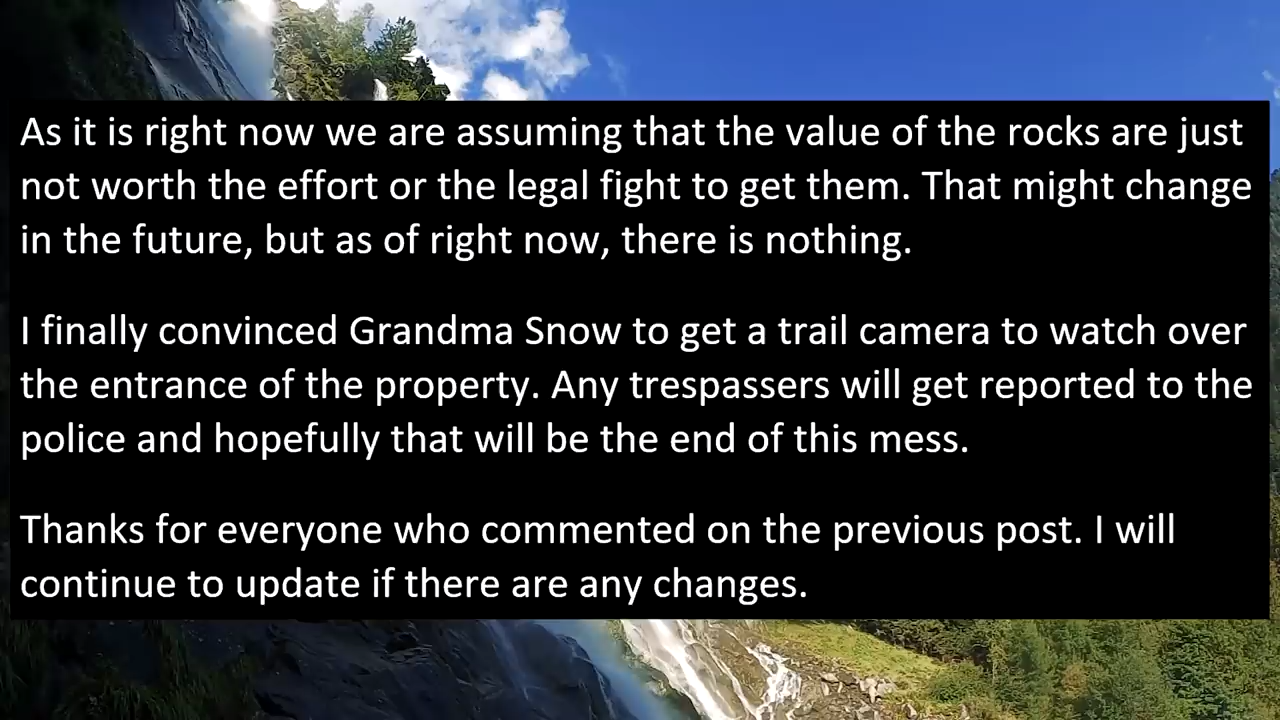 As it is right now we are assuming that the value of the rocks are just
not worth the effort or the legal fight to get them. That might change
in the future, but as of right now, there is nothing.
I finally convinced Grandma Snow to get a trail camera to watch over
the entrance of the property. Any trespassers will get reported to the
police and hopefully that will be the end of this mess.
Thanks for everyone who commented on the previous post. I will
continue to update if there are any changes.